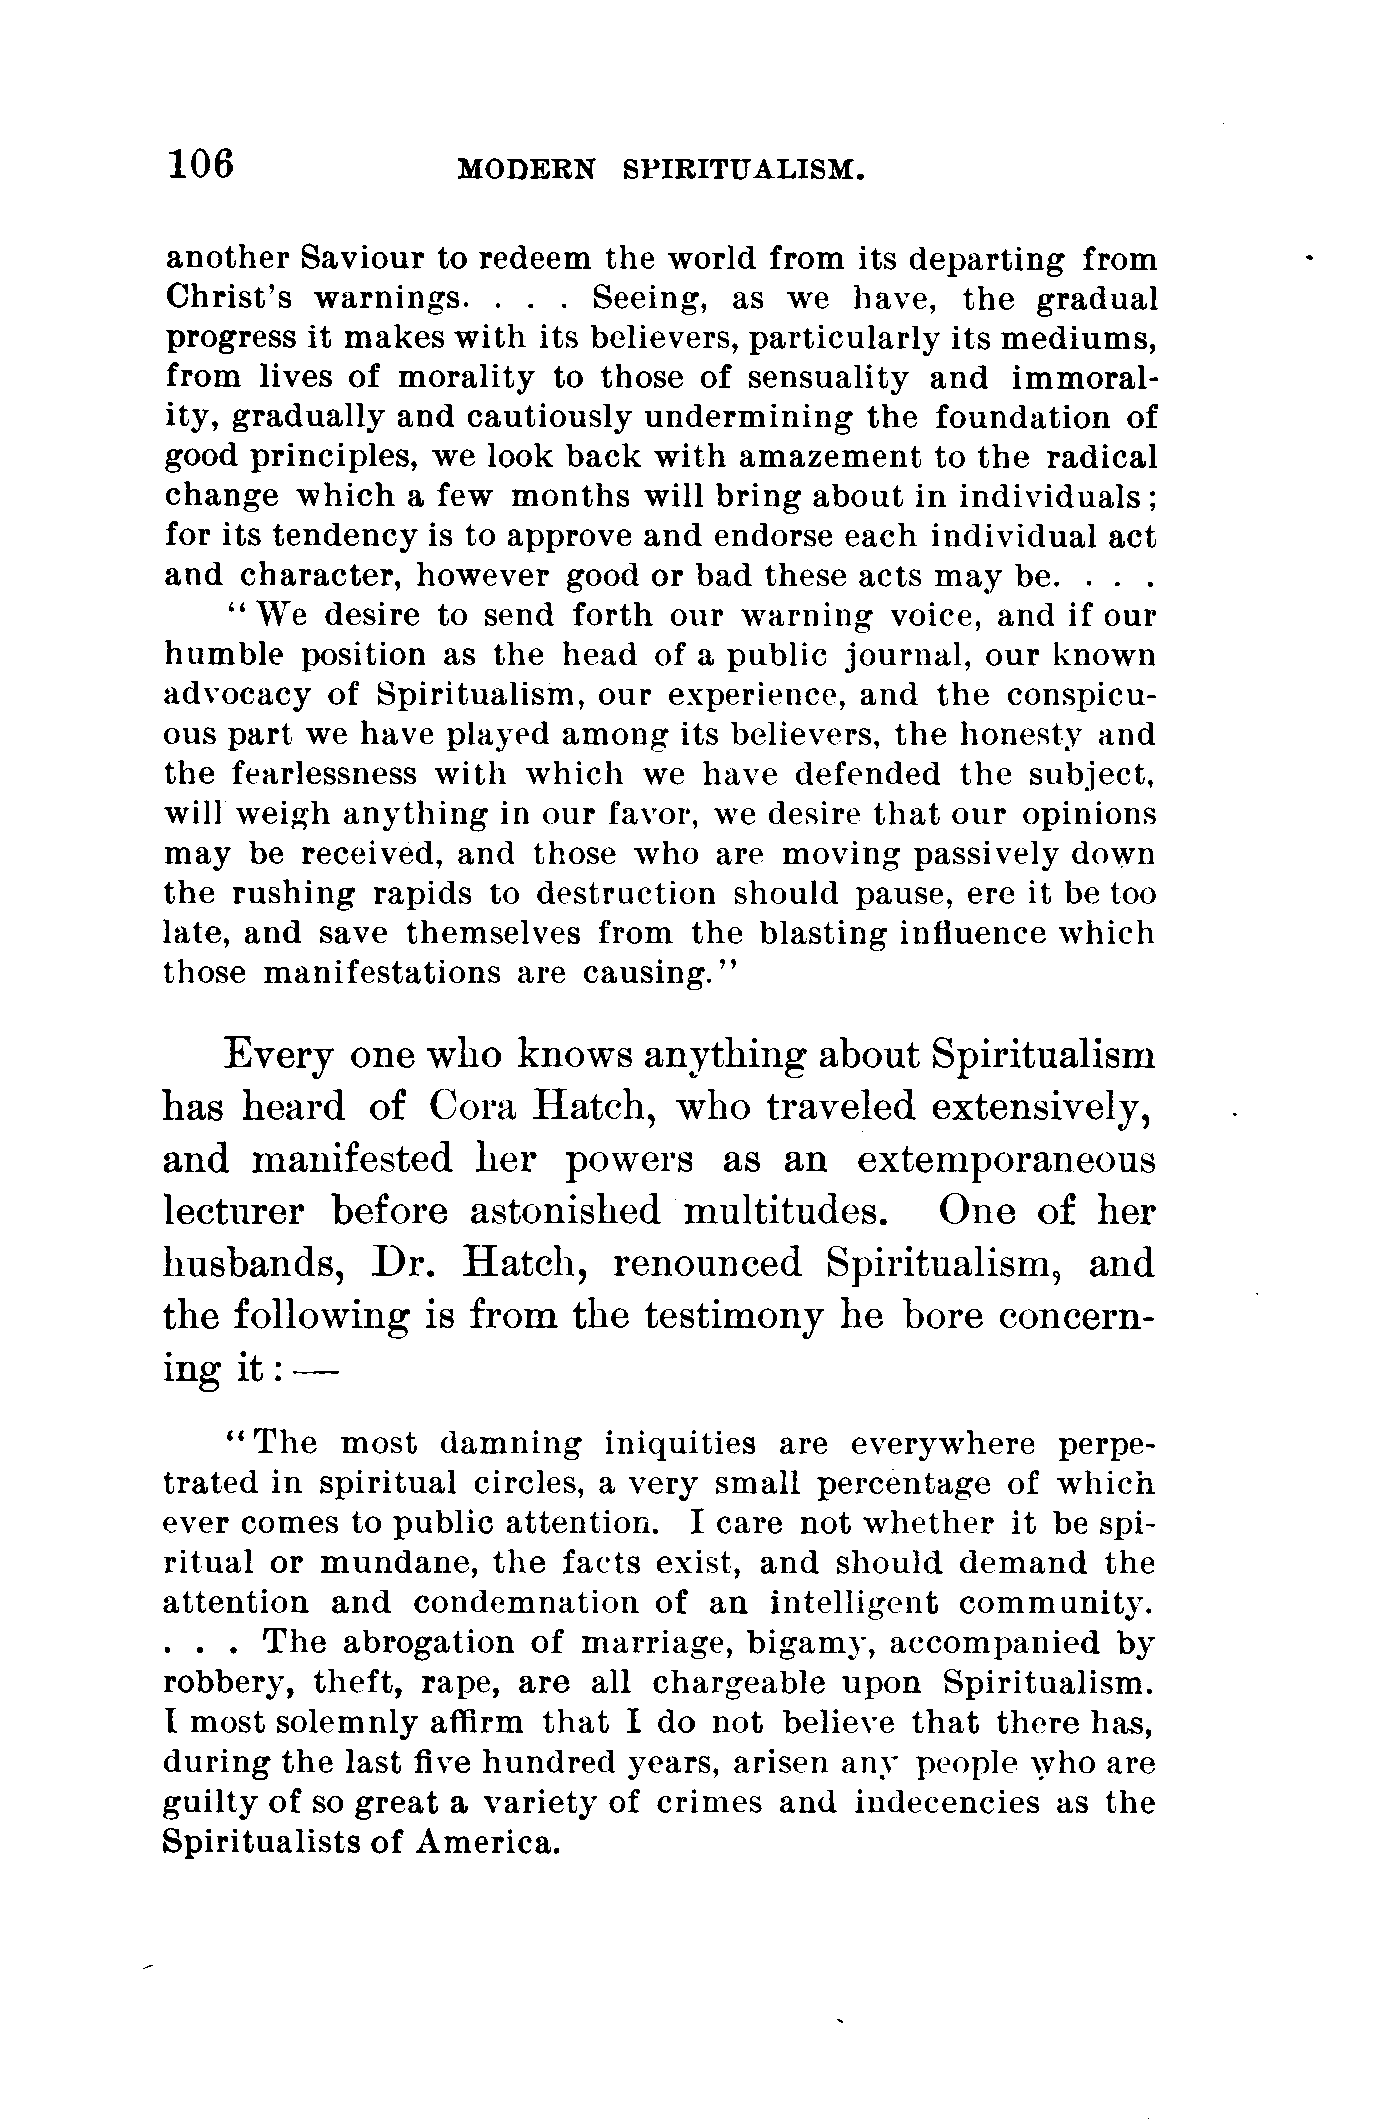 106 MODERN SPIRITUALISM.
another Saviour to redeem the world from its departing from
Christ's warnings. . . . Seeing, as we have, the gradual
progress it makes with its believers, particularly its mediums,
from lives of morality to those of sensuality and immoral-
ity, gradually and cautiously undermining the foundation of
good principles, we look back with amazement to the radical
change which a few months will bring about in individuals;
for its tendency is to approve and endorse each individual act
and character, however good or bad these acts may be. . . .
"We desire to send forth our warning voice, and if our
humble position as the head of a public journal, our known
advocacy of Spiritualism, our experience, and the conspicu-
ous part we have played among its believers, the honesty and
the fearlessness with which we have defended the subject,
will weigh anything in our favor, we desire that our opinions
may be received, and those who are moving passively down
the rushing rapids to destruction should pause, ere it be too
late, and save themselves from the blasting influence which
those manifestations are causing."
Every one who knows anything about Spiritualism
has heard of Cora Hatch, who traveled extensively,
and manifested her powers as an extemporaneous
lecturer before astonished multitudes. One of her
husbands, Dr. Hatch, renounced Spiritualism, and
the following is from the testimony he bore concern-
ing it: —
"The most damning iniquities are everywhere perpe-
trated in spiritual circles, a very small percentage of which
ever comes to public attention. I care not whether it be spi-
ritual or mundane, the facts exist, and should demand the
attention and condemnation of an intelligent community.
. . . The abrogation of marriage, bigamy, accompanied by
robbery, theft, rape, are all chargeable upon Spiritualism.
I most solemnly affirm that I do not believe that there has,
during the last five hundred years, arisen any people who are
guilty of so great a variety of crimes and indecencies as the
Spiritualists of America.